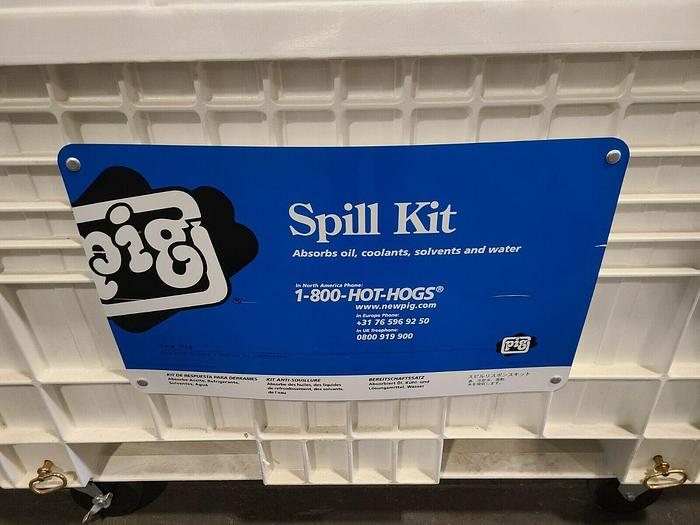 pig
Spill Kit
Absorbs oil, coolants, solvents and water
In North America Phone:
1-800-HOT-HOGS®
www.newpig.com
In Europe Phone:
+31 76 596 92 50
In UK freephone:
0800 919 900
pig
New Pig
KIT DE RESPUESTA PARA DERRAMES
Absorbe Aceite, Refrigerante,
Solventes, Agua
KIT ANTI-SOUILLURE
Absorbe des huiles, des liquides
de refroidissement, des solvents,
de l'eau
BEREITSCHAFTSSATZ
Absorbiert Öl, Kühl- und
Lösungsmittel, Wasser
スピルリスポンスキット